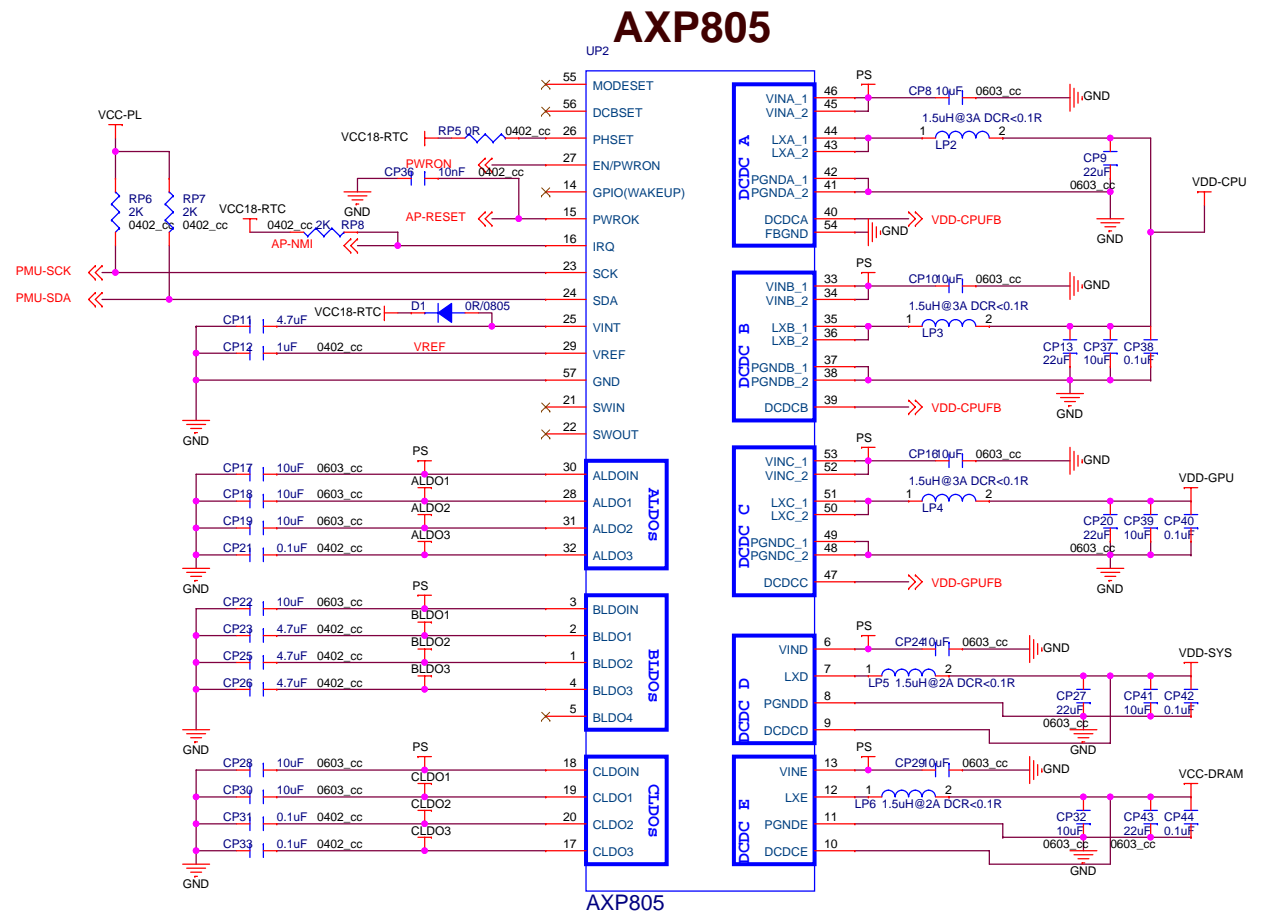 AXP805
UP2
55 MODESET
56 DCBSET
VCC18-RTC RP5 0R 0402_cc 26 PHSET
PWRON 27 EN/PWRON
CP36 10nF 0402_cc GND
14 GPIO(WAKEUP)
AP-RESET 15 PWROK
VCC18-RTC 0402_cc 2K RP8
AP-NMI 16 IRQ
VCC-PL
RP6 2K 0402_cc
RP7 2K 0402_cc
PMU-SCK 23 SCK
PMU-SDA 24 SDA
VCC18-RTC D1 0R/0805
CP11 4.7uF 25 VINT
CP12 1uF 0402_cc VREF 29 VREF
57 GND
21 SWIN
22 SWOUT
GND
PS
CP17 10uF 0603_cc 30 ALDOIN
ALDO1
CP18 10uF 0603_cc 28 ALDO1
ALDO2
CP19 10uF 0603_cc 31 ALDO2
ALDO3
CP21 0.1uF 0402_cc 32 ALDO3
ALDOs
GND
PS
CP22 10uF 0603_cc 3 BLDOIN
BLDO1
CP23 4.7uF 0402_cc 2 BLDO1
BLDO2
CP25 4.7uF 0402_cc 1 BLDO2
BLDO3
CP26 4.7uF 0402_cc 4 BLDO3
5 BLDO4
BLDOs
GND
PS
CP28 10uF 0603_cc 18 CLDOIN
CLDO1
CP30 10uF 0603_cc 19 CLDO1
CLDO2
CP31 0.1uF 0402_cc 20 CLDO2
CLDO3
CP33 0.1uF 0402_cc 17 CLDO3
CLDOs
GND
DCDC A
PS
VINA_1 46 CP8 10uF 0603_cc GND
VINA_2 45
1.5uH@3A DCR<0.1R
LXA_1 44 1 2
LXA_2 43 LP2
PGNDA_1 42
PGNDA_2 41
CP9 22uF 0603_cc
GND
DCDCA 40 VDD-CPUFB
FBGND 54 GND
VDD-CPU
DCDC B
PS
VINB_1 33 CP10 10uF 0603_cc GND
VINB_2 34
1.5uH@3A DCR<0.1R
LXB_1 35 1 2
LXB_2 36 LP3
PGNDB_1 37
PGNDB_2 38
CP13 22uF
CP37 10uF
CP38 0.1uF
GND
DCDCB 39 VDD-CPUFB
DCDC C
PS
VINC_1 53 CP16 10uF 0603_cc GND
VINC_2 52
1.5uH@3A DCR<0.1R
LXC_1 51 1 2
LXC_2 50 LP4
PGNDC_1 49
PGNDC_2 48
VDD-GPU
CP20 22uF 0603_cc
CP39 10uF
CP40 0.1uF
GND
DCDCC 47 VDD-GPUFB
DCDC D
PS
VIND 6 CP24 10uF 0603_cc GND
LXD 7 1 2
LP5 1.5uH@2A DCR<0.1R
PGNDD 8
DCDCD 9
VDD-SYS
CP27 22uF 0603_cc
CP41 10uF
CP42 0.1uF
GND
DCDC E
PS
VINE 13 CP29 10uF 0603_cc GND
LXE 12 1 2
LP6 1.5uH@2A DCR<0.1R
PGNDE 11
DCDCE 10
VCC-DRAM
CP32 10uF 0603_cc
CP43 22uF 0603_cc
CP44 0.1uF
GND
AXP805